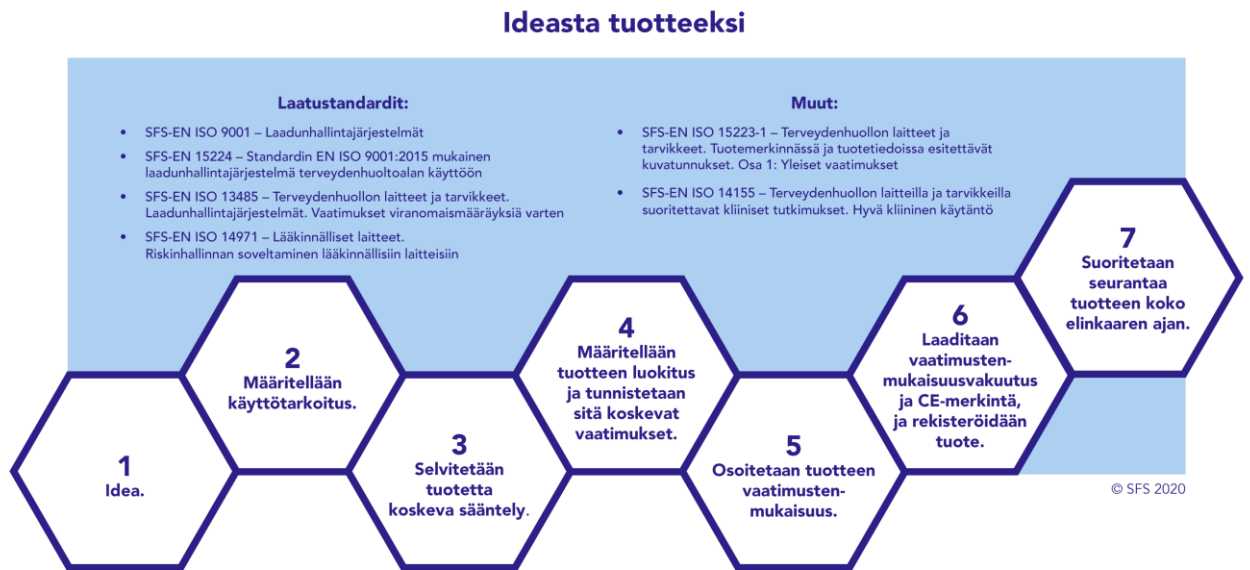 Ideasta tuotteeksi
Laatustandardit:
• SFS-EN ISO 9001 – Laadunhallintajärjestelmät
• SFS-EN 15224 – Standardin EN ISO 9001:2015 mukainen
laadunhallintajärjestelmä terveydenhuoltoalan käyttöön
• SFS-EN ISO 13485 – Terveydenhuollon laitteet ja tarvikkeet.
Laadunhallintajärjestelmät. Vaatimukset viranomaismääräyksiä varten
• SFS-EN ISO 14971 – Lääkinnälliset laitteet.
Riskinhallinnan soveltaminen lääkinnällisiin laitteisiin
Muut:
• SFS-EN ISO 15223-1 – Terveydenhuollon laitteet ja
tarvikkeet. Tuotemerkinnässä ja tuotetiedoissa esitettävät
kuvatunnukset. Osa 1: Yleiset vaatimukset
• SFS-EN ISO 14155 – Terveydenhuollon laitteilla ja tarvikkeilla
suoritettavat kliiniset tutkimukset. Hyvä kliininen käytäntö
1
Idea.
2
Määritellään
käyttötarkoitus.
3
Selvitetään
tuotetta
koskeva sääntely.
4
Määritellään
tuotteen luokitus
ja tunnistetaan
sitä koskevat
vaatimukset.
5
Osoitetaan tuotteen
vaatimusten-
mukaisuus.
6
Laaditaan
vaatimusten-
mukaisuusvakuutus
ja CE-merkintä,
ja rekisteröidään
tuote.
7
Suoritetaan
seurantaa
tuotteen koko
elinkaaren ajan.
© SFS 2020